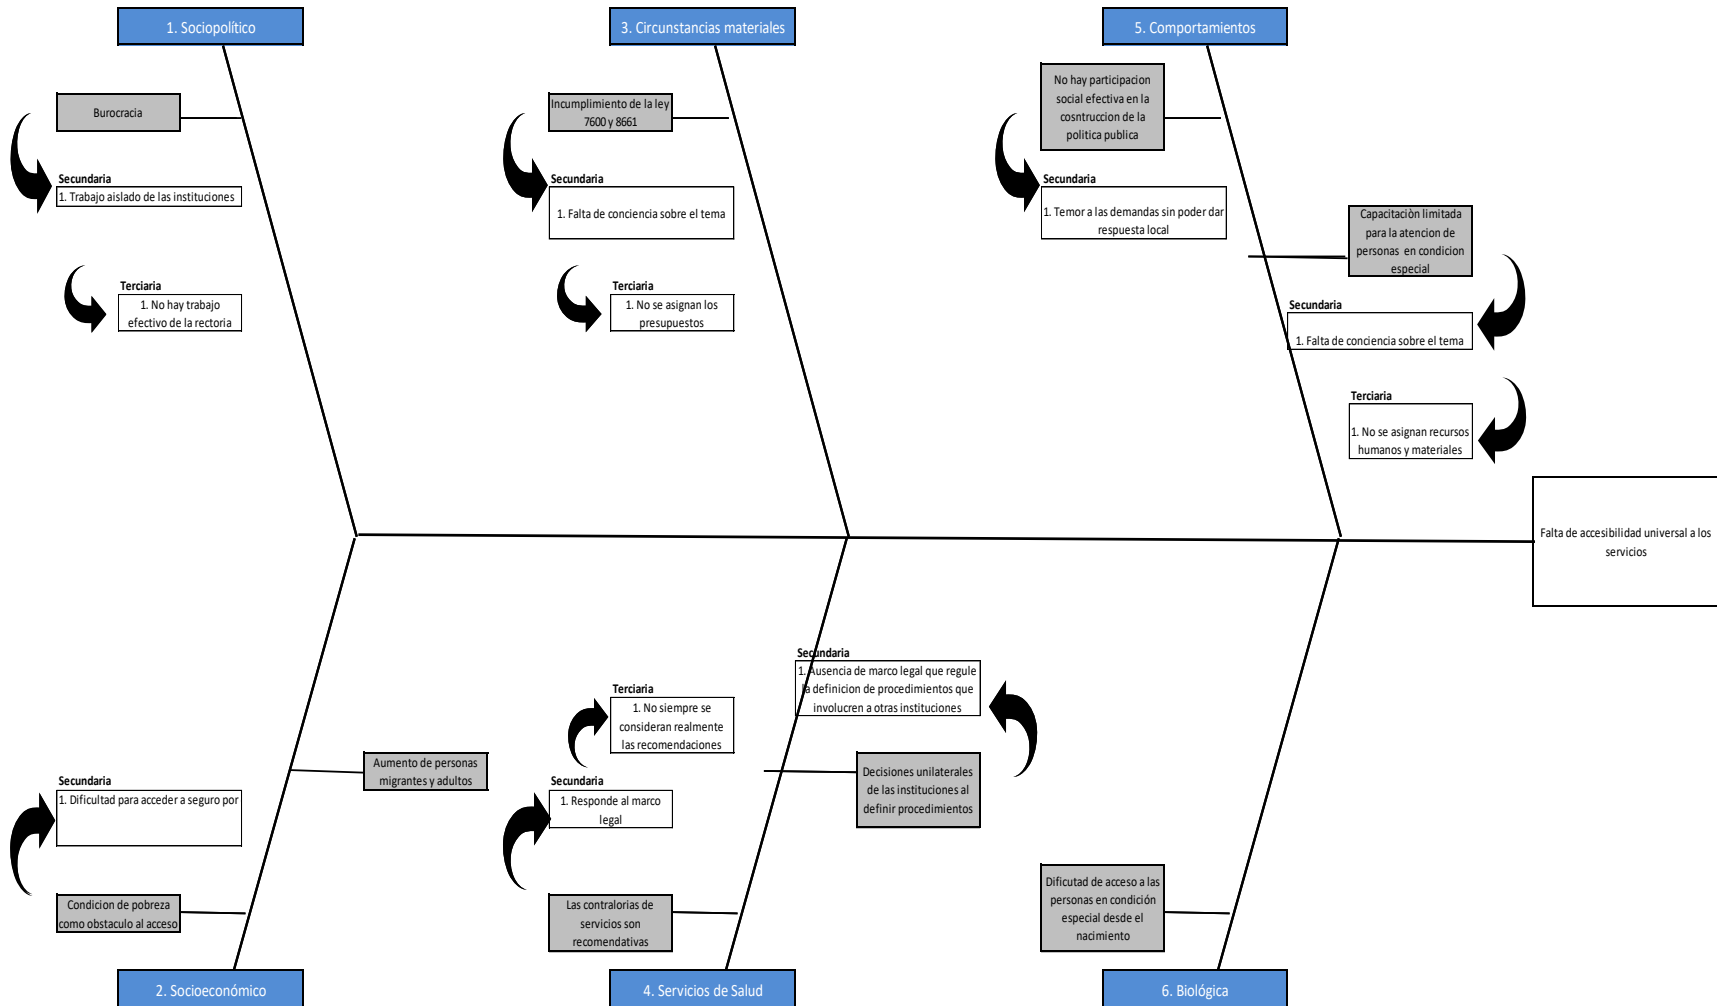 1. Sociopolítico
3. Circunstancias materiales
5. Comportamientos
Burocracia
Secundaria
1. Trabajo aislado de las instituciones
Terciaria
1. No hay trabajo
efectivo de la rectoria
Incumplimiento de la ley
7600 y 8661
Secundaria
1. Falta de conciencia sobre el tema
Terciaria
1. No se asignan los
presupuestos
No hay participacion
social efectiva en la
cosntruccion de la
politica publica
Secundaria
1. Temor a las demandas sin poder dar
respuesta local
Capacitaciòn limitada
para la atencion de
personas en condicion
especial
Secundaria
1. Falta de conciencia sobre el tema
Terciaria
1. No se asignan recursos
humanos y materiales
Falta de accesibilidad universal a los
servicios
Aumento de personas
migrantes y adultos
Secundaria
1. Dificultad para acceder a seguro por
Condicion de pobreza
como obstaculo al acceso
Terciaria
1. No siempre se
consideran realmente
las recomendaciones
Secundaria
1. Responde al marco
legal
Las contralorias de
servicios son
recomendativas
Secundaria
1. Ausencia de marco legal que regule
la definicion de procedimientos que
involucren a otras instituciones
Decisiones unilaterales
de las instituciones al
definir procedimientos
Dificutad de acceso a las
personas en condición
especial desde el
nacimiento
2. Socioeconómico
4. Servicios de Salud
6. Biológica